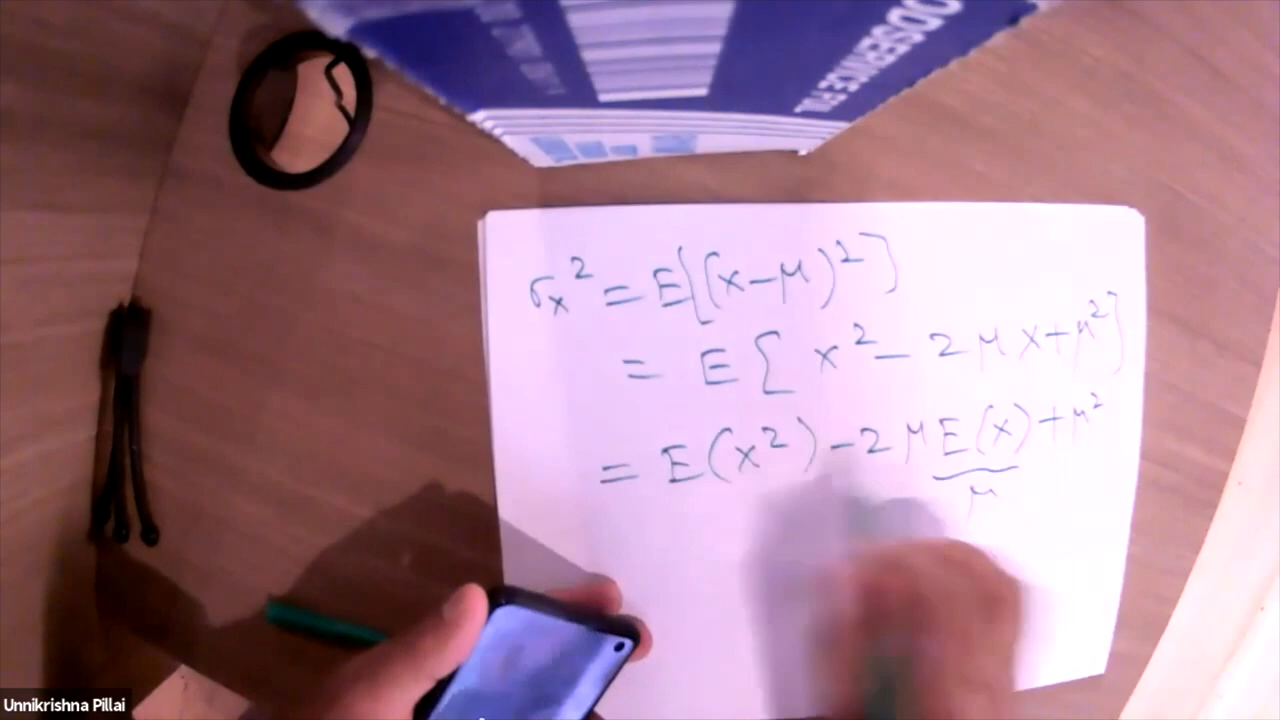 σx² = E{(x-μ)²}
= E{ x² - 2μx + μ²}
= E(x²) - 2μE(x) + μ²
μ
Unnikrishna Pillai